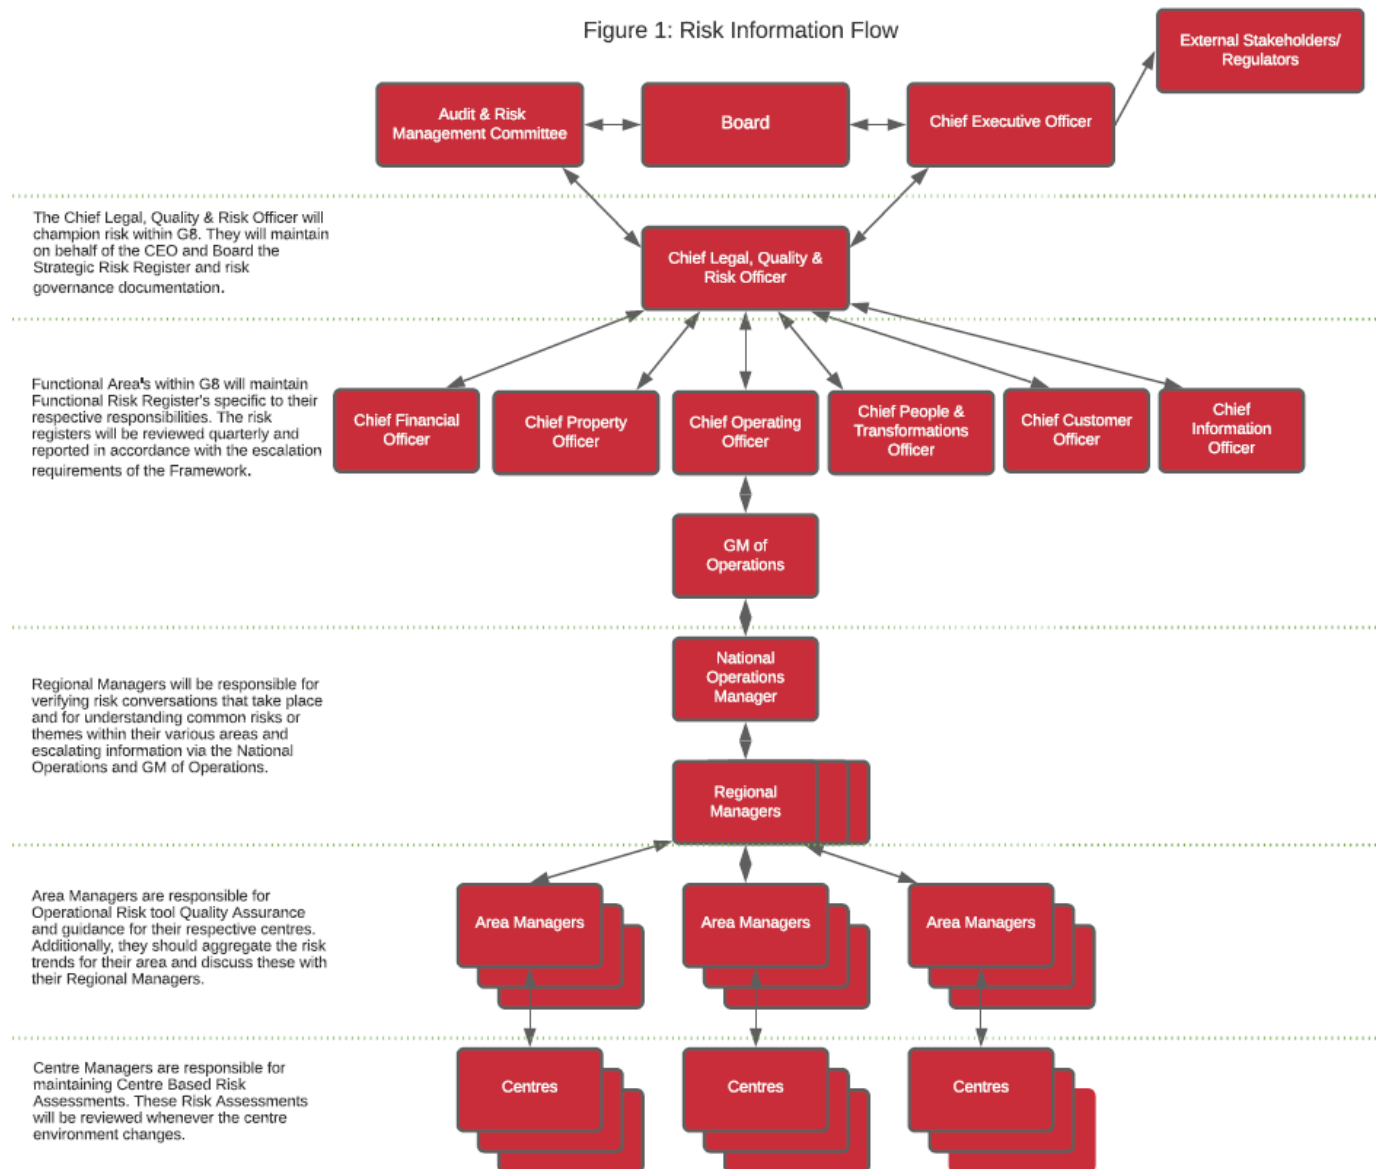 Figure 1: Risk Information Flow
External Stakeholders/
Regulators
Audit & Risk
Management Committee
Board
Chief Executive Officer
The Chief Legal, Quality & Risk Officer will
champion risk within G8. They will maintain
on behalf of the CEO and Board the
Strategic Risk Register and risk
governance documentation.
Chief Legal, Quality &
Risk Officer
Functional Area's within G8 will maintain
Functional Risk Register's specific to their
respective responsibilities. The risk
registers will be reviewed quarterly and
reported in accordance with the escalation
requirements of the Framework.
Chief Financial
Officer
Chief Property
Officer
Chief Operating
Officer
Chief People &
Transformations
Officer
Chief Customer
Officer
Chief
Information
Officer
GM of
Operations
National
Operations
Manager
Regional Managers will be responsible for
verifying risk conversations that take place
and for understanding common risks or
themes within their various areas and
escalating information via the National
Operations and GM of Operations.
Regional
Managers
Area Managers are responsible for
Operational Risk tool Quality Assurance
and guidance for their respective centres.
Additionally, they should aggregate the risk
trends for their area and discuss these with
their Regional Managers.
Area Managers
Area Managers
Area Managers
Centre Managers are responsible for
maintaining Centre Based Risk
Assessments. These Risk Assessments
will be reviewed whenever the centre
environment changes.
Centres
Centres
Centres